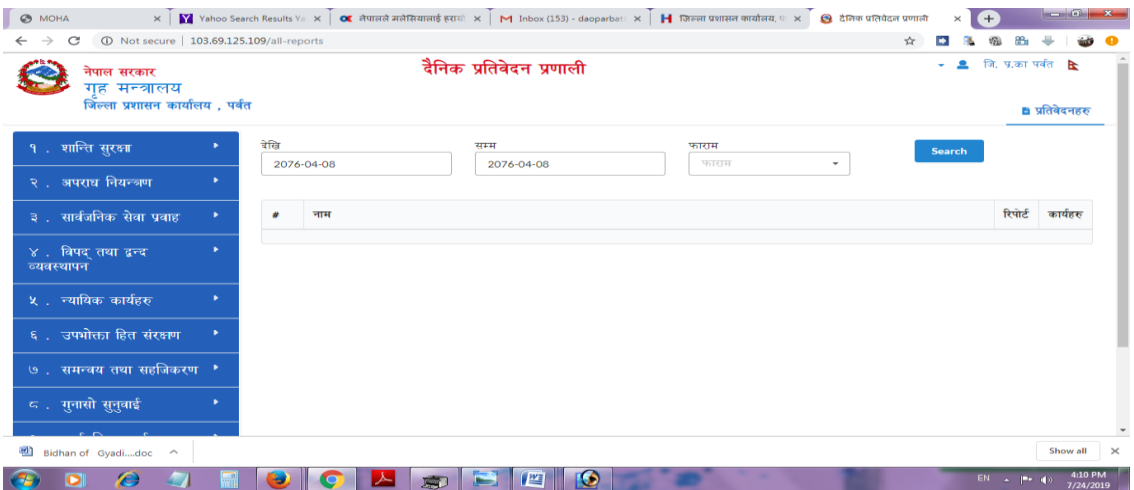 MOHA
Yahoo Search Results Ya
नेपालले मलेसियालाई हरायो
Inbox (153) - daoparbat
जिल्ला प्रशासन कार्यालय, प
दैनिक प्रतिवेदन प्रणाली
Not secure | 103.69.125.109/all-reports
नेपाल सरकार
गृह मन्त्रालय
जिल्ला प्रशासन कार्यालय , पर्वत
दैनिक प्रतिवेदन प्रणाली
जि. प्र.का पर्वत
प्रतिवेदनहरु
१ . शान्ति सुरक्षा
२ . अपराध नियन्त्रण
३ . सार्वजनिक सेवा प्रवाह
४ . विपद् तथा द्वन्द
व्यवस्थापन
५ . न्यायिक कार्यहरु
६ . उपभोक्ता हित संरक्षण
७ . समन्वय तथा सहजिकरण
८ . गुनासो सुनुवाई
देखि
सम्म
फाराम
2076-04-08
2076-04-08
फाराम
Search
# नाम रिपोर्ट कार्यहरु
Bidhan of Gyadi....doc
Show all
EN
4:10 PM
7/24/2019